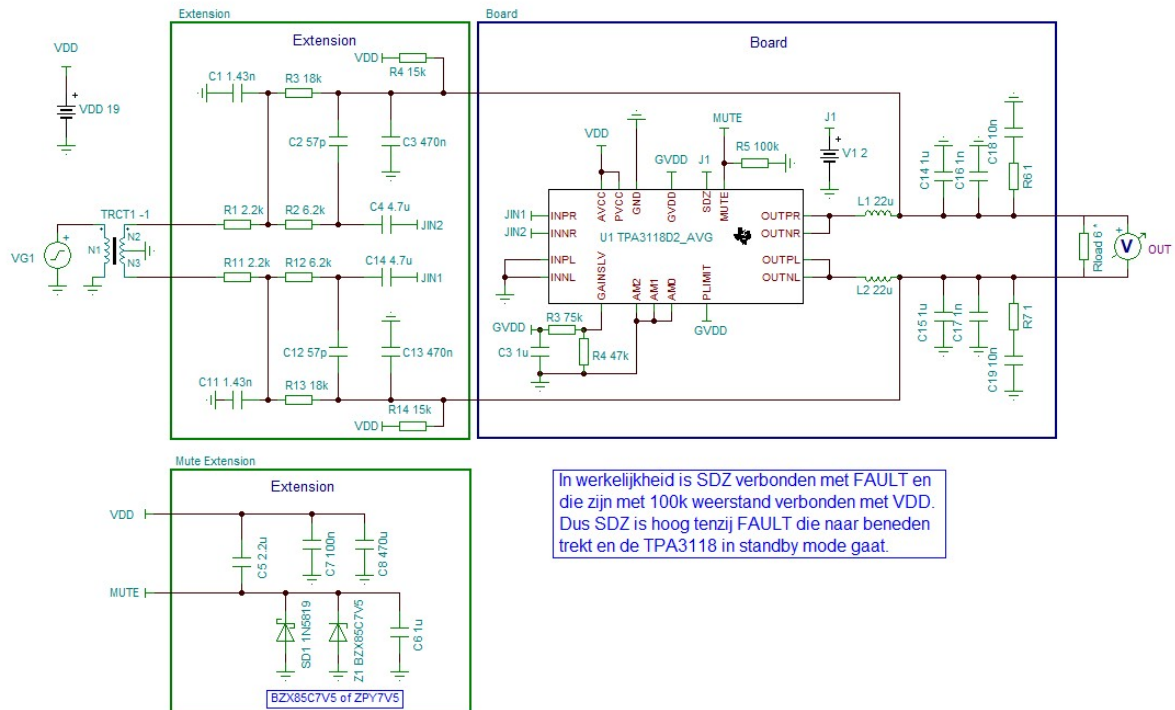 Extension
Board
VDD
VDD 19
Extension
C1 1.43n
R3 18k
VDD
R4 15k
C2 57p
C3 470n
TRCT1 -1
N1
N2
N3
VG1
R1 2.2k
R2 6.2k
C4 4.7u
JIN2
R11 2.2k
R12 6.2k
C14 4.7u
JIN1
C12 57p
C13 470n
C11 1.43n
R13 18k
R14 15k
VDD
Board
VDD
GVDD
J1
MUTE
R5 100k
J1
V1 2
AVCC
PVCC
GND
GVDD
SDZ
MUTE
JIN1
JIN2
INPR
INNR
INPL
INNL
U1 TPA3118D2_AVG
OUTPR
OUTNR
OUTPL
OUTNL
GAINSLV
AM2
AM1
AM0
PLIMIT
GVDD
GVDD
R3 75k
C3 1u
R4 47k
L1 22u
L2 22u
C14 1u
C16 1n
C18 10n
R6 1
Rload 6 *
V
OUT
C15 1u
C17 1n
R7 1
C19 10n
Mute Extension
Extension
VDD
MUTE
C5 2.2u
C7 100n
C8 470u
SD1 1N5819
Z1 BZX85C7V5
C6 1u
BZX85C7V5 of ZPY7V5
In werkelijkheid is SDZ verbonden met FAULT en
die zijn met 100k weerstand verbonden met VDD.
Dus SDZ is hoog tenzij FAULT die naar beneden
trekt en de TPA3118 in standby mode gaat.